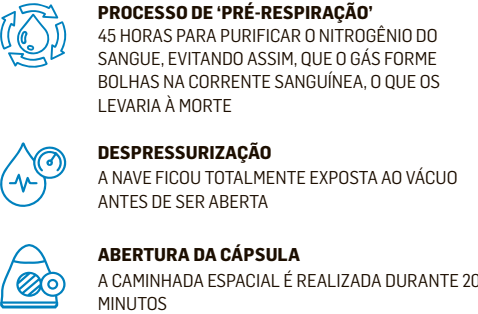 PROCESSO DE ‘PRÉ-RESPIRAÇÃO’
45 HORAS PARA PURIFICAR O NITROGÊNIO DO
SANGUE, EVITANDO ASSIM, QUE O GÁS FORME
BOLHAS NA CORRENTE SANGUÍNEA, O QUE OS
LEVARIA À MORTE
DESPRESSURIZAÇÃO
A NAVE FICOU TOTALMENTE EXPOSTA AO VÁCUO
ANTES DE SER ABERTA
ABERTURA DA CÁPSULA
A CAMINHADA ESPACIAL É REALIZADA DURANTE 20
MINUTOS